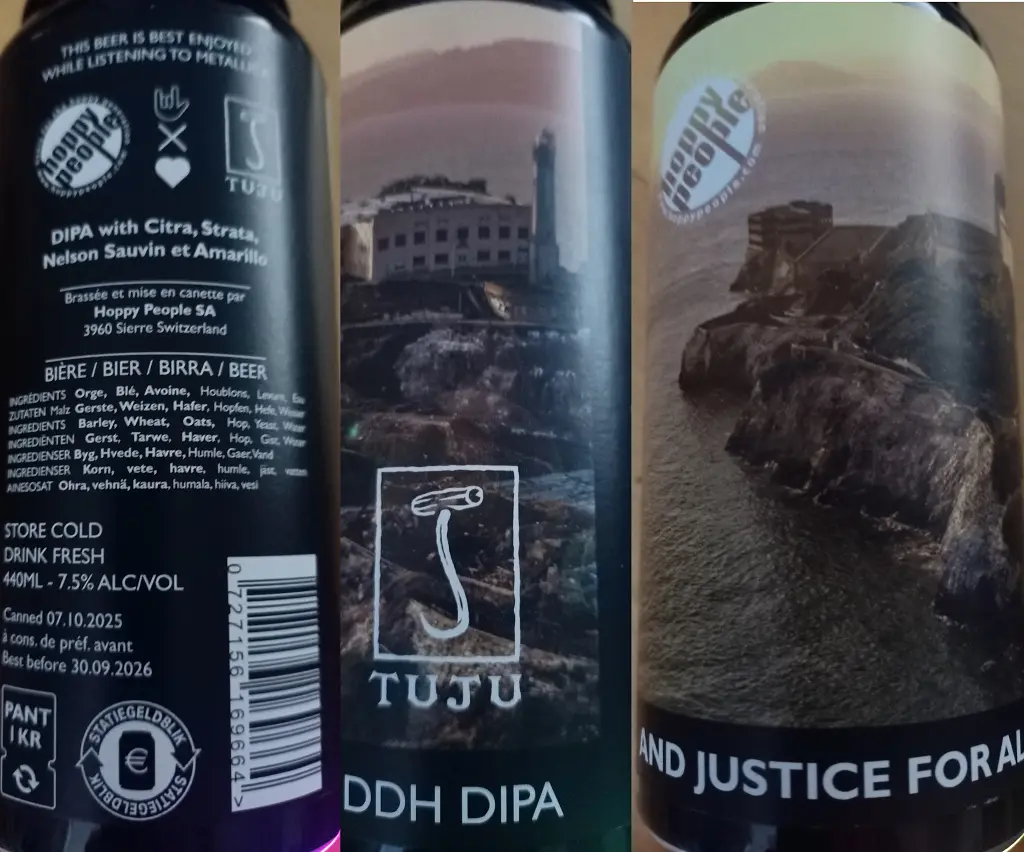 THIS BEER IS BEST ENJOYED
WHILE LISTENING TO
hoppy
people
X
TUJU
DIPA with Citra, Strata,
Nelson Sauvin et Amarillo
Brassée et mise en canette par
Hoppy People SA
3960 Sierre Switzerland
BIÈRE / BIER / BIRRA / BEER
INGRÉDIENTS Orge, Blé, Avoine, Houblons, Levure, Eau
ZUTATEN Malz Gerste, Weizen, Hafer, Hopfen, Hefe, Wasser
INGREDIENTS Barley, Wheat, Oats, Hop, Yeast, Water
INGREDIËNTEN Gerst, Tarwe, Haver, Hop, Gist, Water
INGREDIENSER Byg, Hvede, Havre, Humle, Gaer, Vand
INGREDIENSER Korn, vete, havre, humle, jäst, vatten
AINESOSAT Ohra, vehnä, kaura, humala, hiiva, vesi
STORE COLD
DRINK FRESH
440ML - 7.5% ALC/VOL
Canned 07.10.2025
à cons. de préf. avant
Best before 30.09.2026
PANT
1 KR
STATIEGELDBLIK
€
STATIEGELDBLIK
0 727156 169664 >
TUJU
DDH DIPA
hoppy
people
www.hoppypeople.com
AND JUSTICE FOR AL